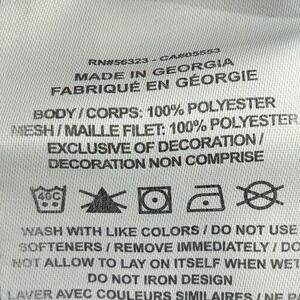 RN#56323 - CA#05553
MADE IN GEORGIA
FABRIQUÉ EN GÉORGIE
BODY / CORPS: 100% POLYESTER
MESH / MAILLE FILET: 100% POLYESTER
EXCLUSIVE OF DECORATION /
DECORATION NON COMPRISE
40C
WASH WITH LIKE COLORS / DO NOT USE
SOFTENERS / REMOVE IMMEDIATELY / DO
NOT ALLOW TO LAY ON ITSELF WHEN WET
DO NOT IRON DESIGN
LAVER AVEC COULEURS SIMILAIRES / NE